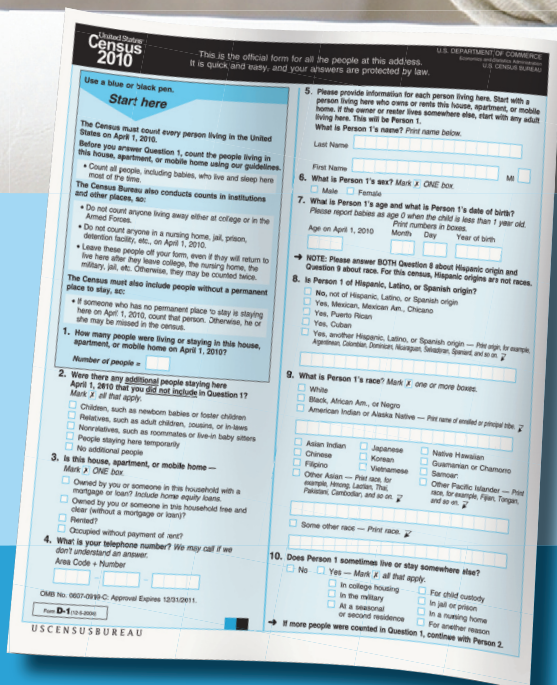 United States
Census
2010
This is the official form for all the people at this address.
It is quick and easy, and your answers are protected by law.
U.S. DEPARTMENT OF COMMERCE
Economics and Statistics Administration
U.S. CENSUS BUREAU
Use a blue or black pen.
Start here
The Census must count every person living in the United
States on April 1, 2010.
Before you answer Question 1, count the people living in
this house, apartment, or mobile home using our guidelines.
• Count all people, including babies, who live and sleep here
most of the time.
The Census Bureau also conducts counts in institutions
and other places, so:
• Do not count anyone living away either at college or in the
Armed Forces.
• Do not count anyone in a nursing home, jail, prison,
detention facility, etc., on April 1, 2010.
• Leave these people off your form, even if they will return to
live here after they leave college, the nursing home, the
military, jail, etc. Otherwise, they may be counted twice.
The Census must also include people without a permanent
place to stay, so:
• If someone who has no permanent place to stay is staying
here on April 1, 2010, count that person. Otherwise, he or
she may be missed in the census.
1. How many people were living or staying in this house,
apartment, or mobile home on April 1, 2010?
Number of people =
2. Were there any additional people staying here
April 1, 2010 that you did not include in Question 1?
Mark X all that apply.
Children, such as newborn babies or foster children
Relatives, such as adult children, cousins, or in-laws
Nonrelatives, such as roommates or live-in baby sitters
People staying here temporarily
No additional people
3. Is this house, apartment, or mobile home —
Mark X ONE box.
Owned by you or someone in this household with a
mortgage or loan? Include home equity loans.
Owned by you or someone in this household free and
clear (without a mortgage or loan)?
Rented?
Occupied without payment of rent?
4. What is your telephone number? We may call if we
don't understand an answer.
Area Code + Number
- -
OMB No. 0607-0919-C: Approval Expires 12/31/2011.
Form D-1
USCENSUSBUREAU
5. Please provide information for each person living here. Start with a
person living here who owns or rents this house, apartment, or mobile
home. If the owner or renter lives somewhere else, start with any adult
living here. This will be Person 1.
What is Person 1's name? Print name below.
Last Name
First Name MI
6. What is Person 1's sex? Mark X ONE box.
Male Female
7. What is Person 1's age and what is Person 1's date of birth?
Please report babies as age 0 when the child is less than 1 year old.
Print numbers in boxes.
Age on April 1, 2010 Month Day Year of birth
➔ NOTE: Please answer BOTH Question 8 about Hispanic origin and
Question 9 about race. For this census, Hispanic origins are not races.
8. Is Person 1 of Hispanic, Latino, or Spanish origin?
No, not of Hispanic, Latino, or Spanish origin
Yes, Mexican, Mexican Am., Chicano
Yes, Puerto Rican
Yes, Cuban
Yes, another Hispanic, Latino, or Spanish origin — Print origin, for example,
Argentinean, Colombian, Dominican, Nicaraguan, Salvadoran, Spaniard, and so on.
9. What is Person 1's race? Mark X one or more boxes.
White
Black, African Am., or Negro
American Indian or Alaska Native — Print name of enrolled or principal tribe.
Asian Indian Japanese Native Hawaiian
Chinese Korean Guamanian or Chamorro
Filipino Vietnamese Samoan
Other Asian — Print race, for
example, Hmong, Laotian, Thai,
Pakistani, Cambodian, and so on.
Other Pacific Islander — Print
race, for example, Fijian, Tongan,
and so on.
Some other race — Print race.
10. Does Person 1 sometimes live or stay somewhere else?
No Yes — Mark X all that apply.
In college housing For child custody
In the military In jail or prison
At a seasonal
or second residence
In a nursing home
For another reason
➔ If more people were counted in Question 1, continue with Person 2.